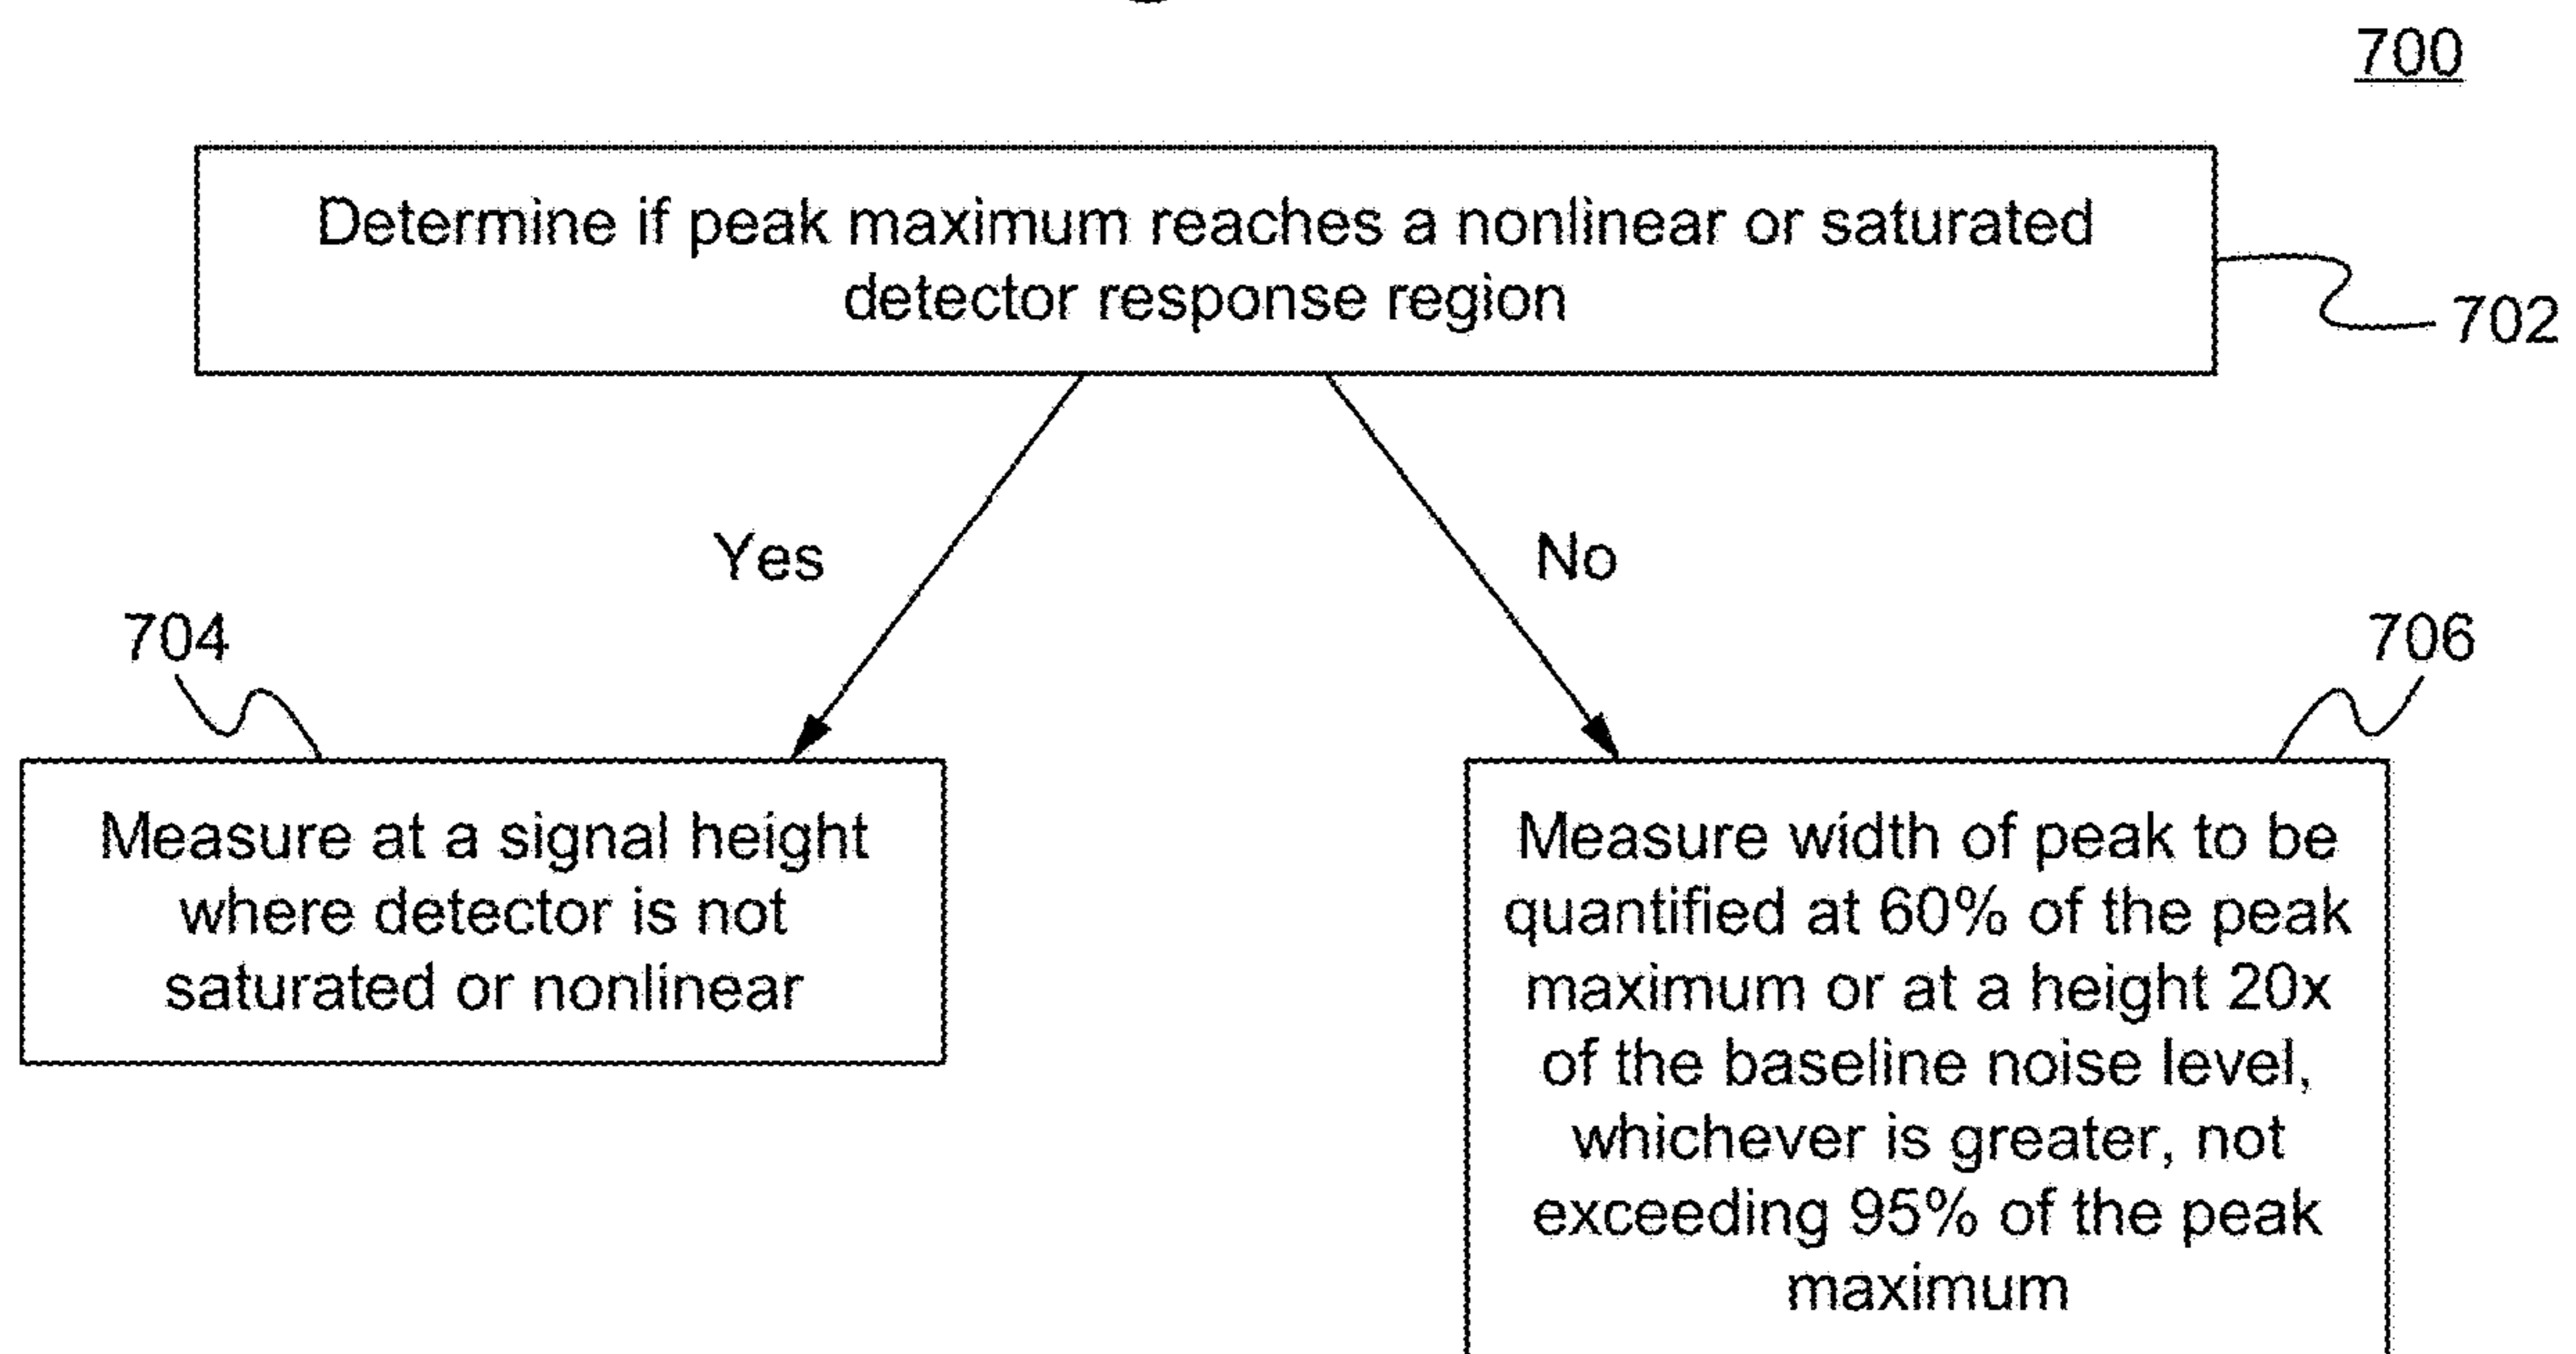 700
Determine if peak maximum reaches a nonlinear or saturated
detector response region
702
Yes
No
704
706
Measure at a signal height
where detector is not
saturated or nonlinear
Measure width of peak to be
quantified at 60% of the peak
maximum or at a height 20x
of the baseline noise level,
whichever is greater, not
exceeding 95% of the peak
maximum